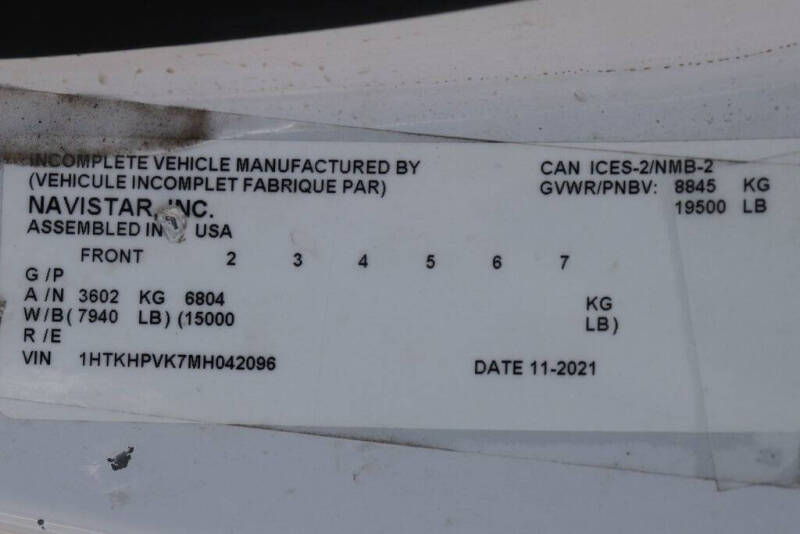 INCOMPLETE VEHICLE MANUFACTURED BY
(VEHICULE INCOMPLET FABRIQUE PAR)
NAVISTAR, INC.
ASSEMBLED IN USA
CAN ICES-2/NMB-2
GVWR/PNBV: 8845 KG
19500 LB
FRONT 2 3 4 5 6 7
G /P
A /N 3602 KG 6804 KG
W/B( 7940 LB) (15000 LB)
R /E
VIN 1HTKHPVK7MH042096 DATE 11-2021